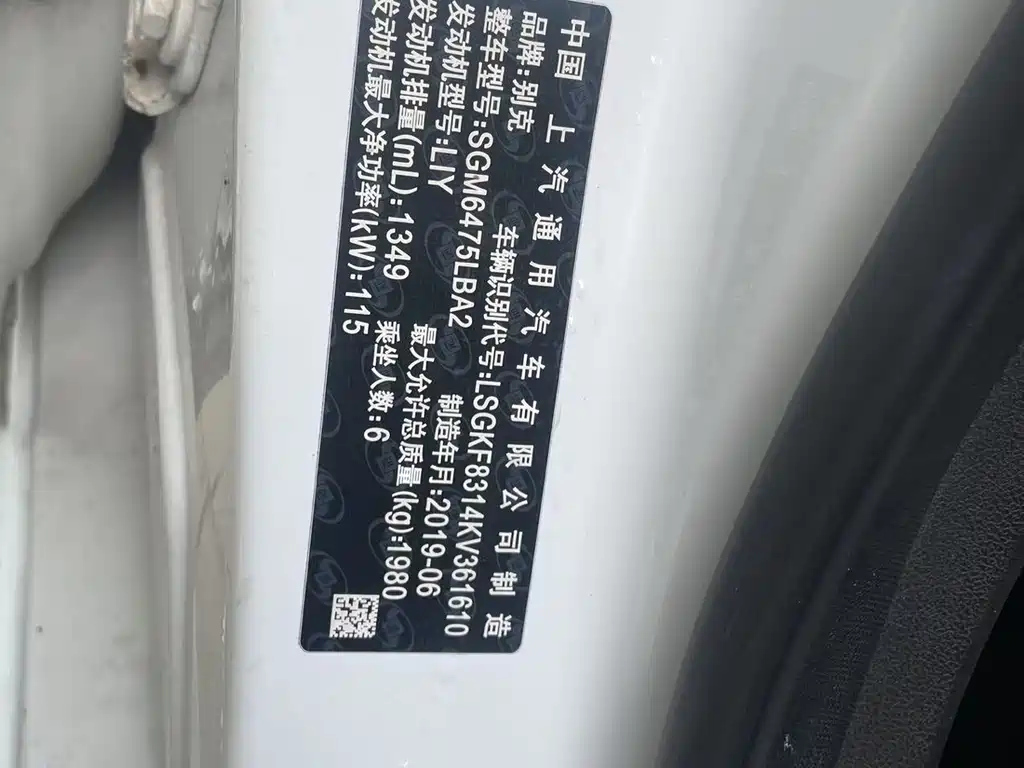 中国 上汽通用汽车有限公司制造
品牌:别克 车辆识别代号:LSGKF8314KV361610
整车型号:SGM6475LBA2 制造年月:2019-06
发动机型号:LIY 最大允许总质量(kg):1980
发动机排量(mL):1349 乘坐人数:6
发动机最大净功率(kW):115